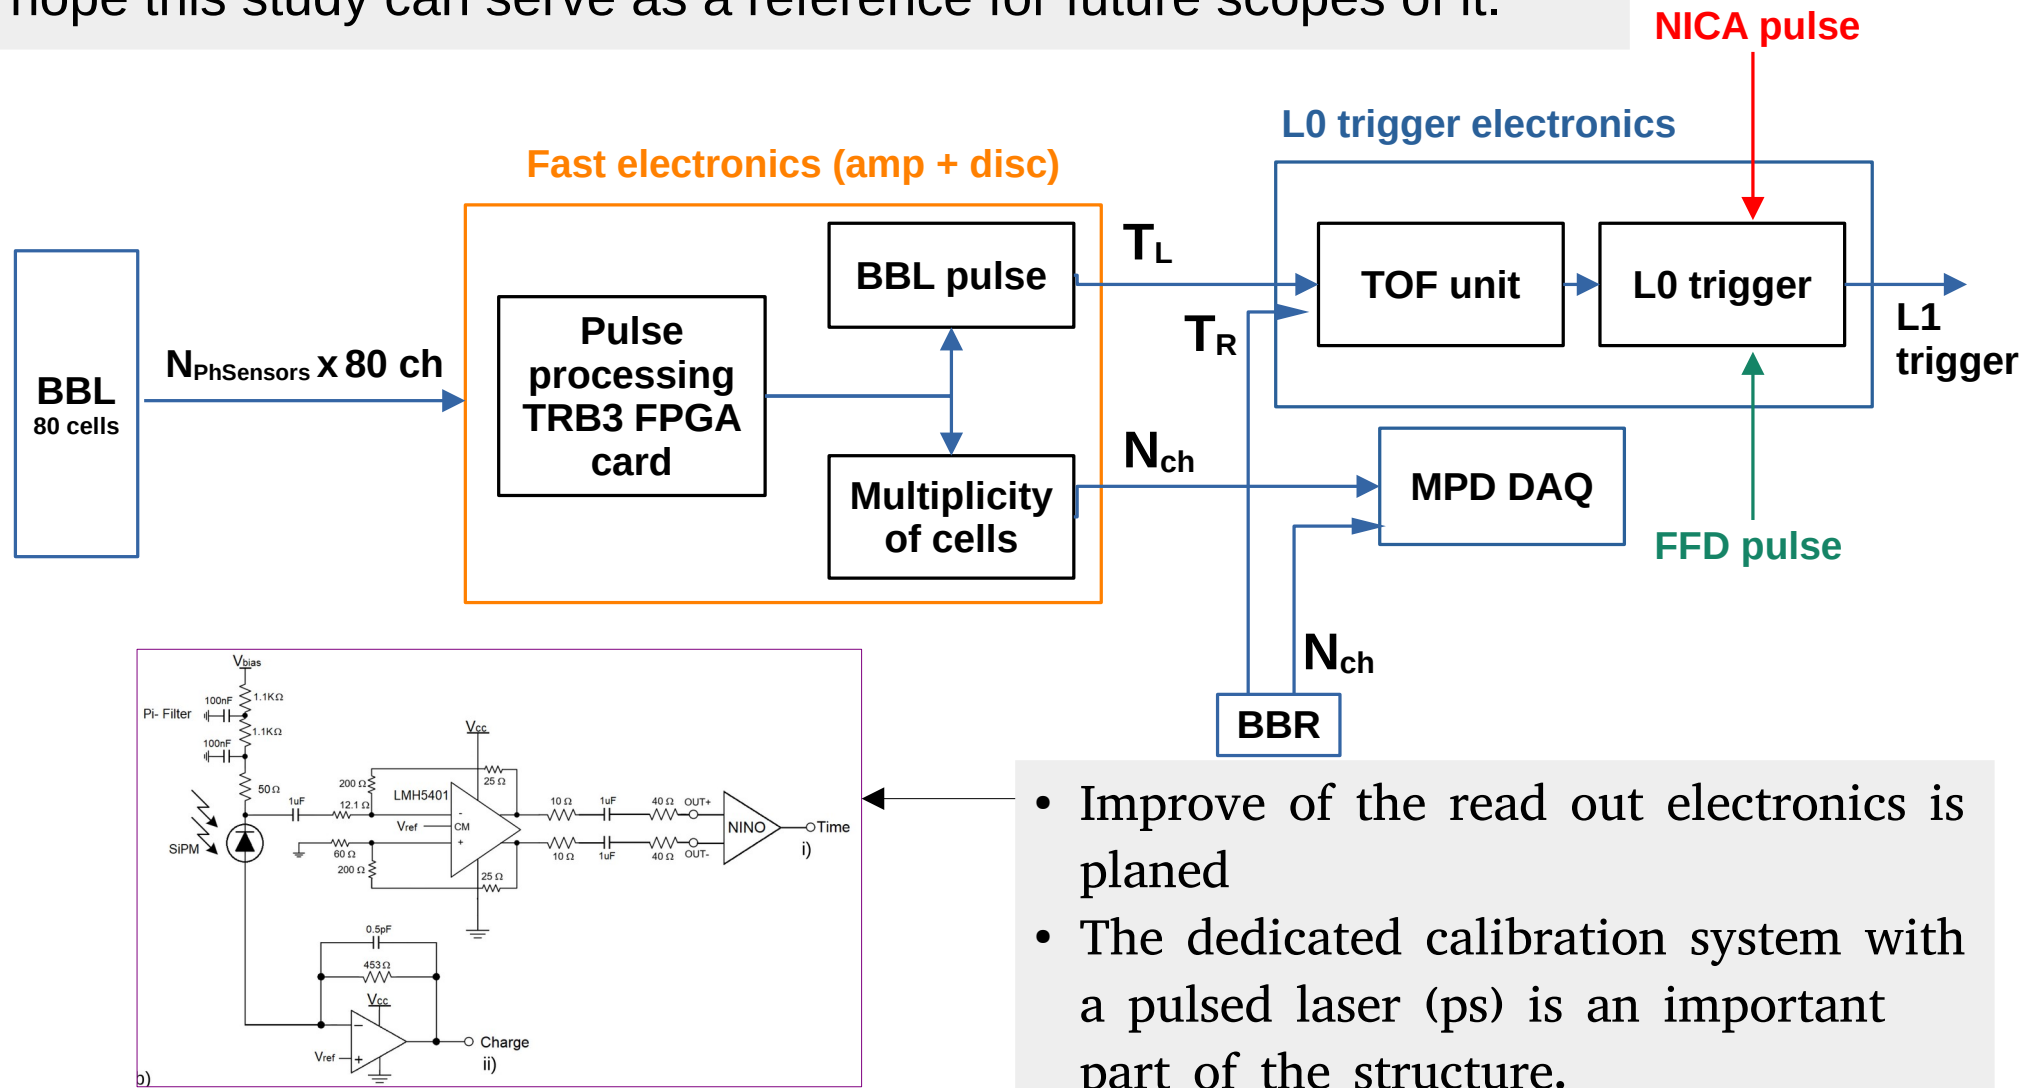 hope this study can serve as a reference for future scopes of it.
NICA pulse
L0 trigger electronics
Fast electronics (amp + disc)
BBL
80 cells
NPhSensors x 80 ch
Pulse
processing
TRB3 FPGA
card
BBL pulse
Multiplicity
of cells
TL
TR
Nch
TOF unit
L0 trigger
L1
trigger
MPD DAQ
FFD pulse
Nch
BBR
Vbias
100nF
1.1KΩ
Pi- Filter
1.1KΩ
100nF
50Ω
1uF
12.1 Ω
200 Ω
LMH5401
Vcc
25 Ω
Vref
CM
-
+
60 Ω
200 Ω
25 Ω
10 Ω
1uF
40 Ω
OUT+
10 Ω
1uF
40 Ω
OUT-
NINO
Time
i)
SiPM
0.5pF
453Ω
Vcc
−
Vref
+
Charge
ii)
b)
• Improve of the read out electronics is
planed
• The dedicated calibration system with
a pulsed laser (ps) is an important
part of the structure.